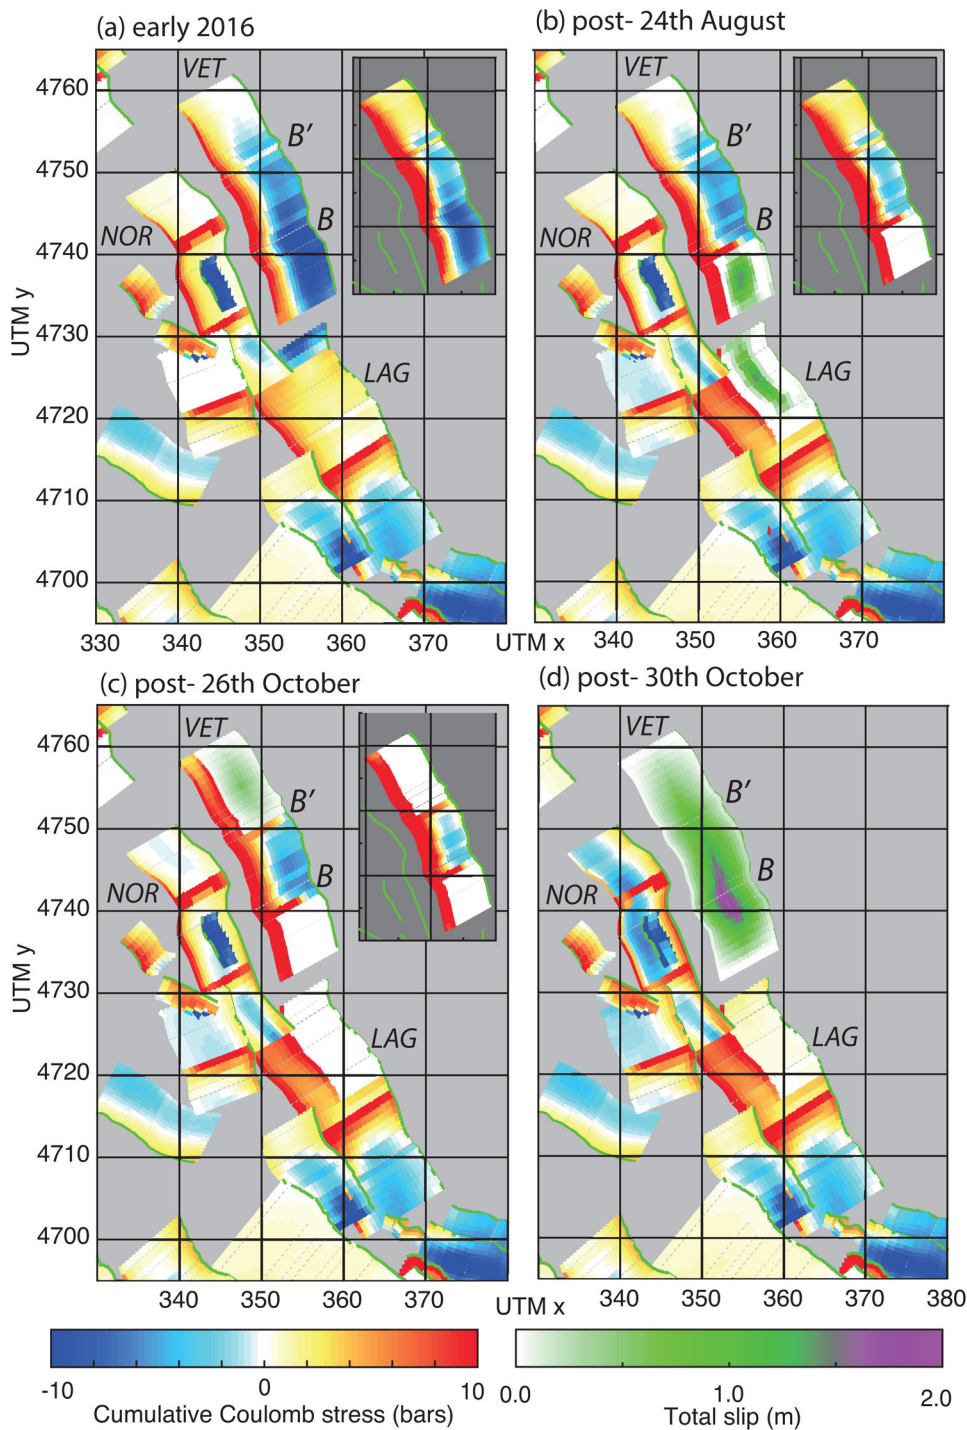 (a) early 2016
(b) post- 24th August
VET
B'
B
NOR
LAG
4760
4750
4740
4730
4720
4710
4700
UTM y
330
340
350
360
370
UTM x
VET
B'
B
NOR
LAG
340
350
360
370
(c) post- 26th October
(d) post- 30th October
VET
B'
B
NOR
LAG
4760
4750
4740
4730
4720
4710
4700
UTM y
340
350
360
370
UTM x
VET
B'
B
NOR
LAG
340
350
360
370
380
-10
0
10
Cumulative Coulomb stress (bars)
0.0
1.0
2.0
Total slip (m)